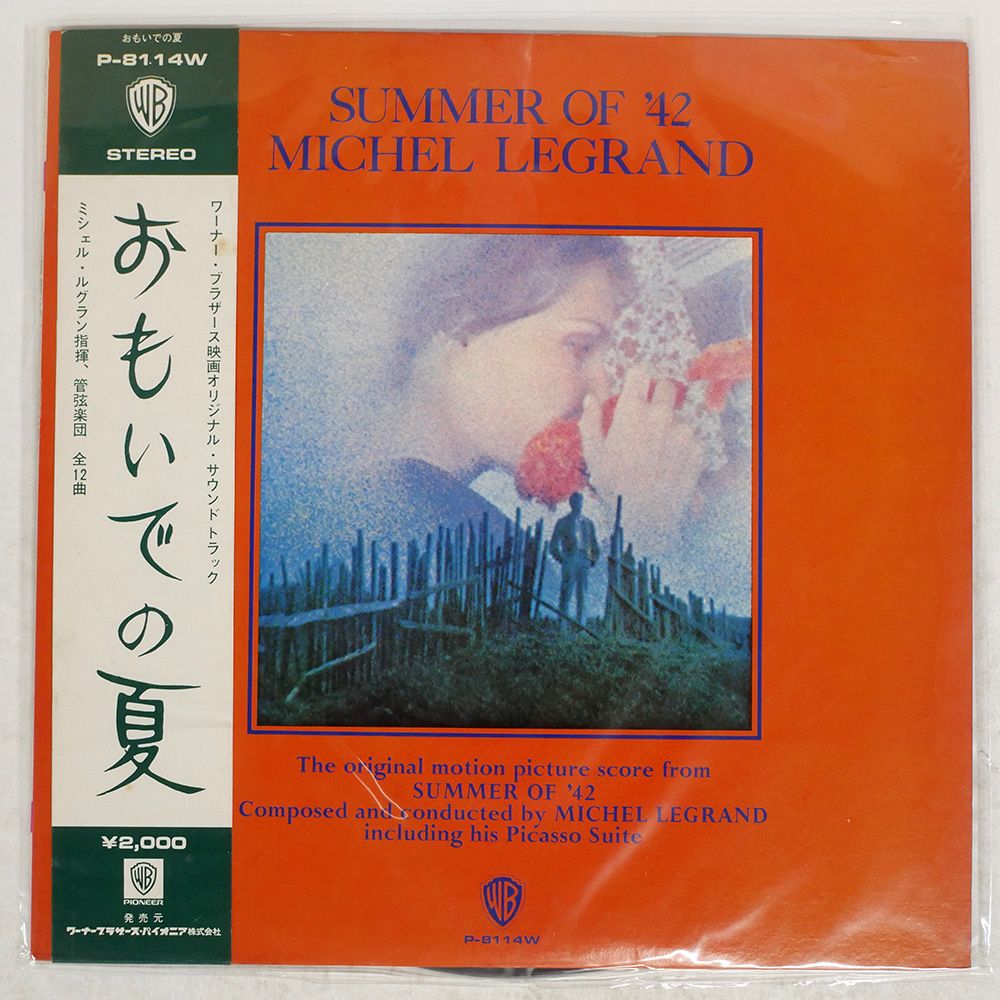 おもいでの夏
P-8114W
WB
STEREO
ワーナー・ブラザース映画オリジナル・サウンドトラック
おもいでの夏
ミシェル・ルグラン指揮、管弦楽団 全12曲
¥2,000
WB
PIONEER
発売元
ワーナーブラザーズ・パイオニア株式会社
SUMMER OF '42
MICHEL LEGRAND
The original motion picture score from
SUMMER OF '42
Composed and conducted by MICHEL LEGRAND
including his Picasso Suite
WB
P-8114W